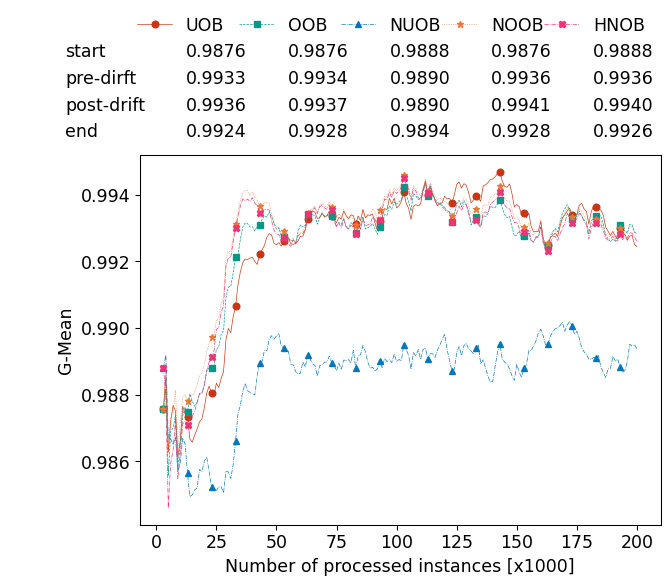 UOB OOB NUOB NOOB HNOB
start 0.9876 0.9876 0.9888 0.9876 0.9888
pre-dirft 0.9933 0.9934 0.9890 0.9936 0.9936
post-drift 0.9936 0.9937 0.9890 0.9941 0.9940
end 0.9924 0.9928 0.9894 0.9928 0.9926
0.994
0.992
0.990
0.988
0.986
G-Mean
0 25 50 75 100 125 150 175 200
Number of processed instances [x1000]